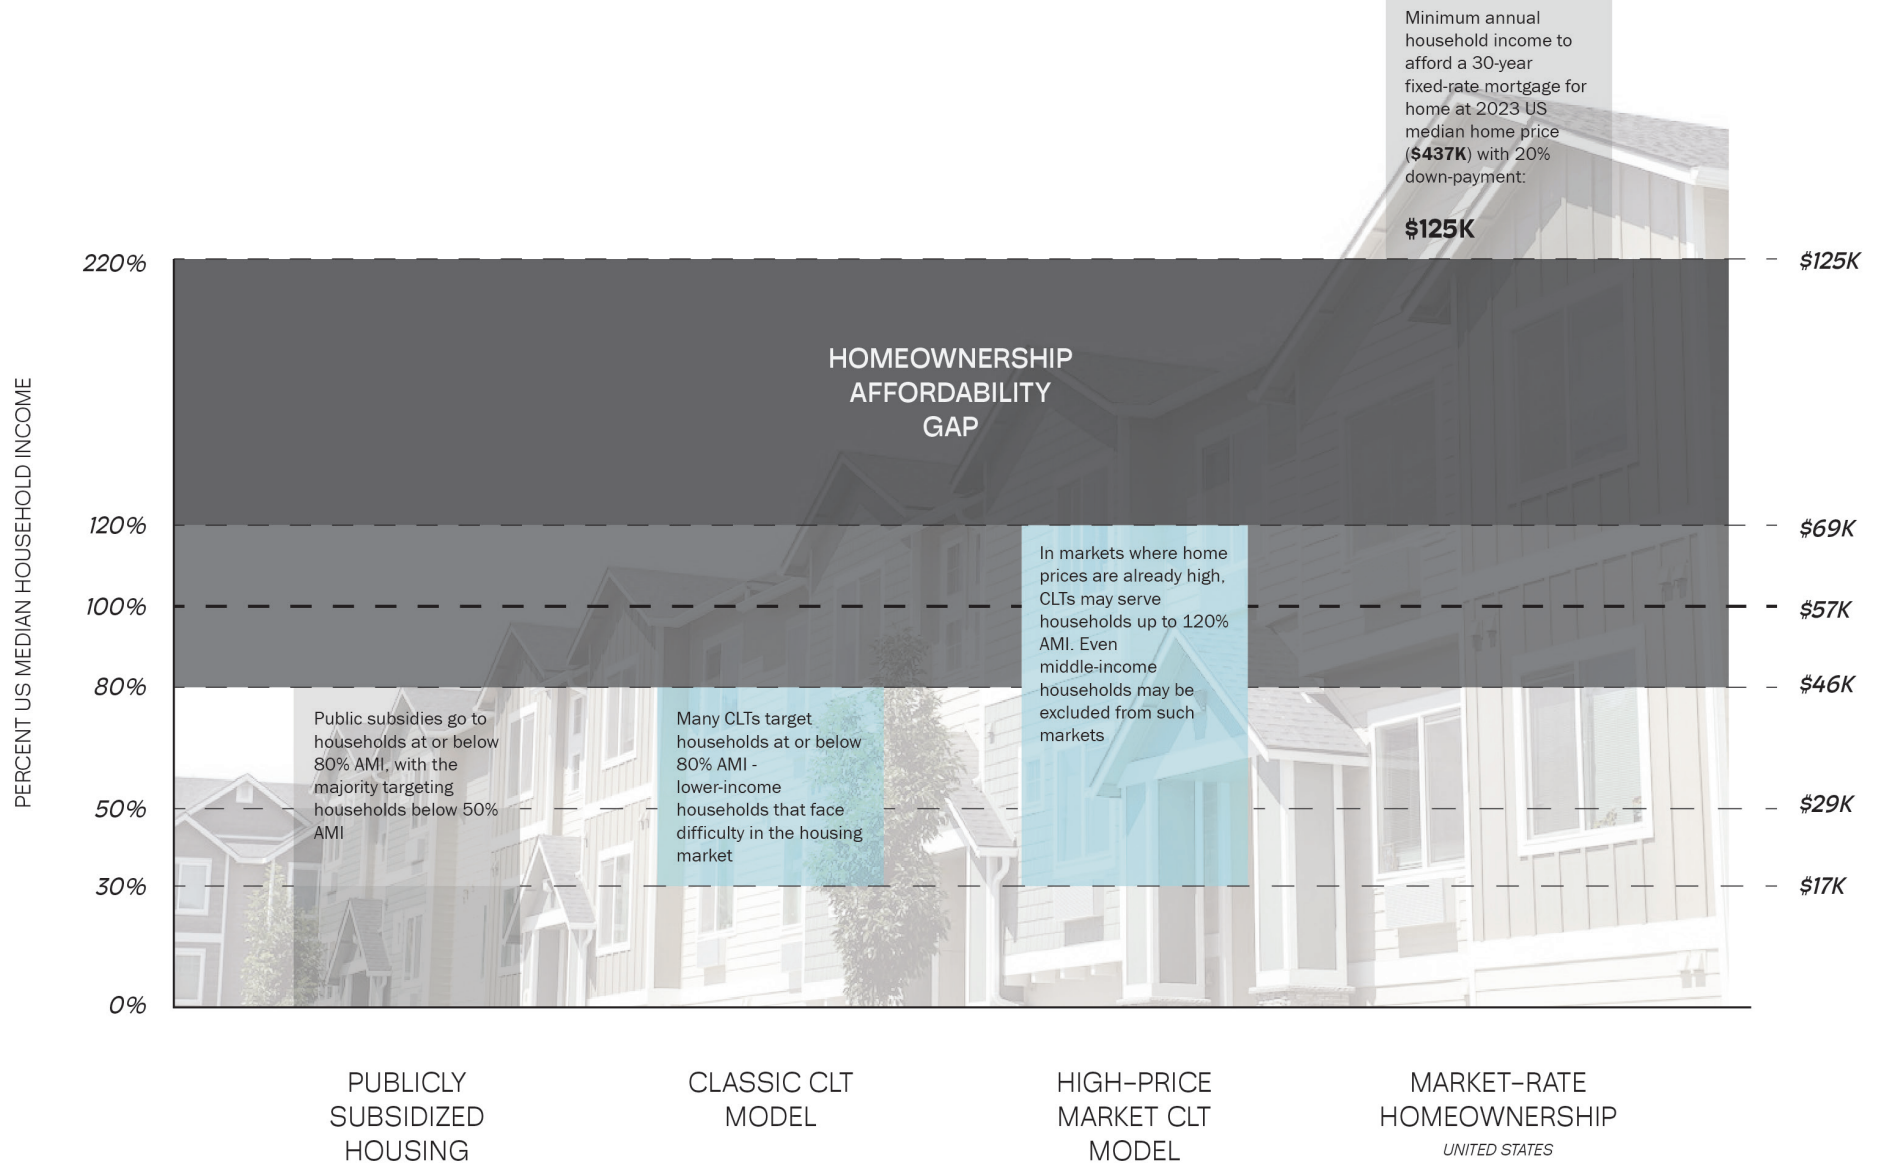 Minimum annual
household income to
afford a 30-year
fixed-rate mortgage for
home at 2023 US
median home price
($437K) with 20%
down-payment:
$125K
PERCENT US MEDIAN HOUSEHOLD INCOME
220%
$125K
HOMEOWNERSHIP
AFFORDABILITY
GAP
120%
$69K
100%
$57K
80%
$46K
50%
$29K
30%
$17K
0%
Public subsidies go to
households at or below
80% AMI, with the
majority targeting
households below 50%
AMI
Many CLTs target
households at or below
80% AMI -
lower-income
households that face
difficulty in the housing
market
In markets where home
prices are already high,
CLTs may serve
households up to 120%
AMI. Even
middle-income
households may be
excluded from such
markets
PUBLICLY
SUBSIDIZED
HOUSING
CLASSIC CLT
MODEL
HIGH-PRICE
MARKET CLT
MODEL
MARKET-RATE
HOMEOWNERSHIP
UNITED STATES